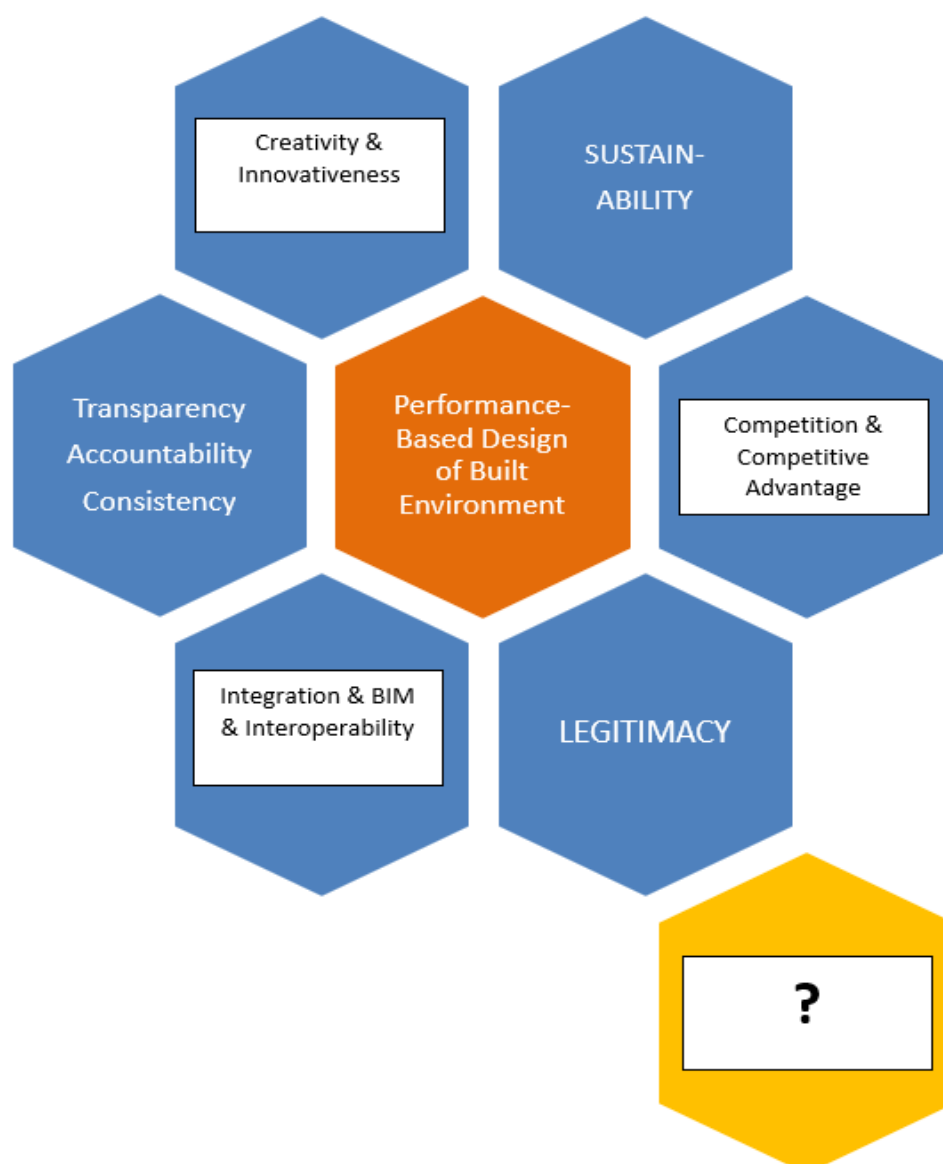 Creativity &
Innovativeness
SUSTAIN-
ABILITY
Transparency
Accountability
Consistency
Performance-
Based Design
of Built
Environment
Competition &
Competitive
Advantage
Integration & BIM
& Interoperability
LEGITIMACY
?